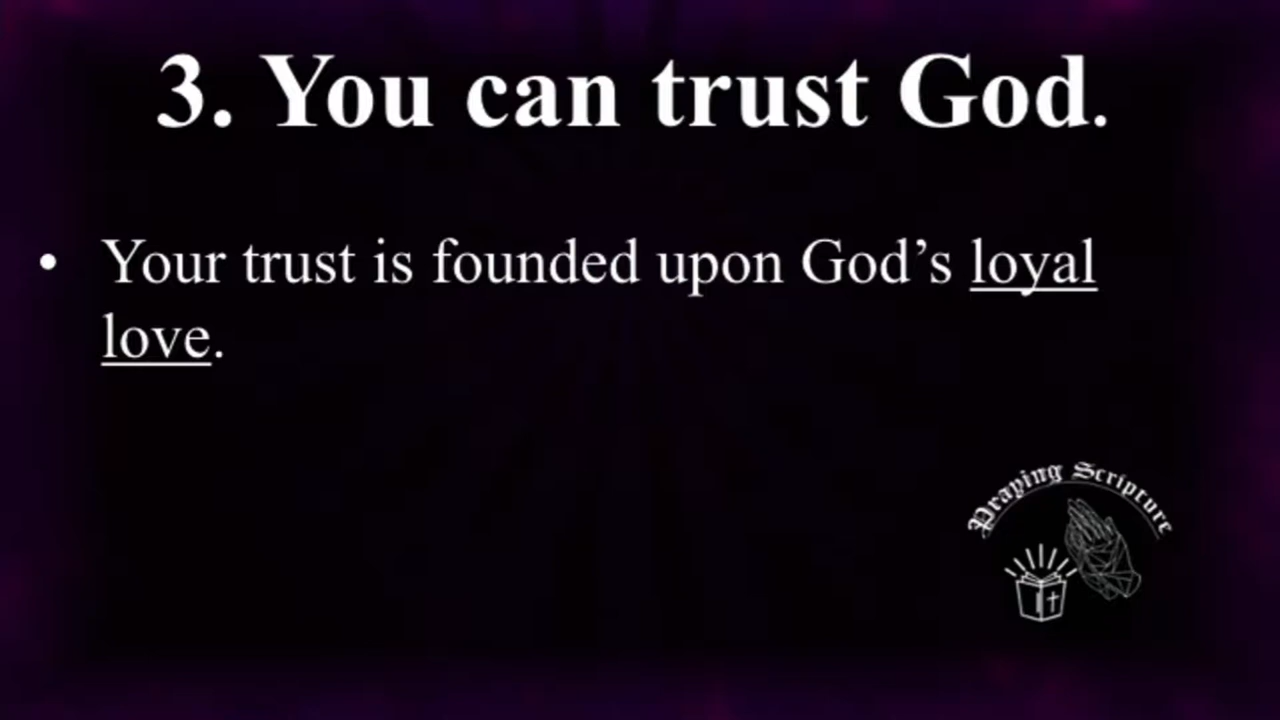 3. You can trust God.
• Your trust is founded upon God’s loyal
love.
Praying Scripture